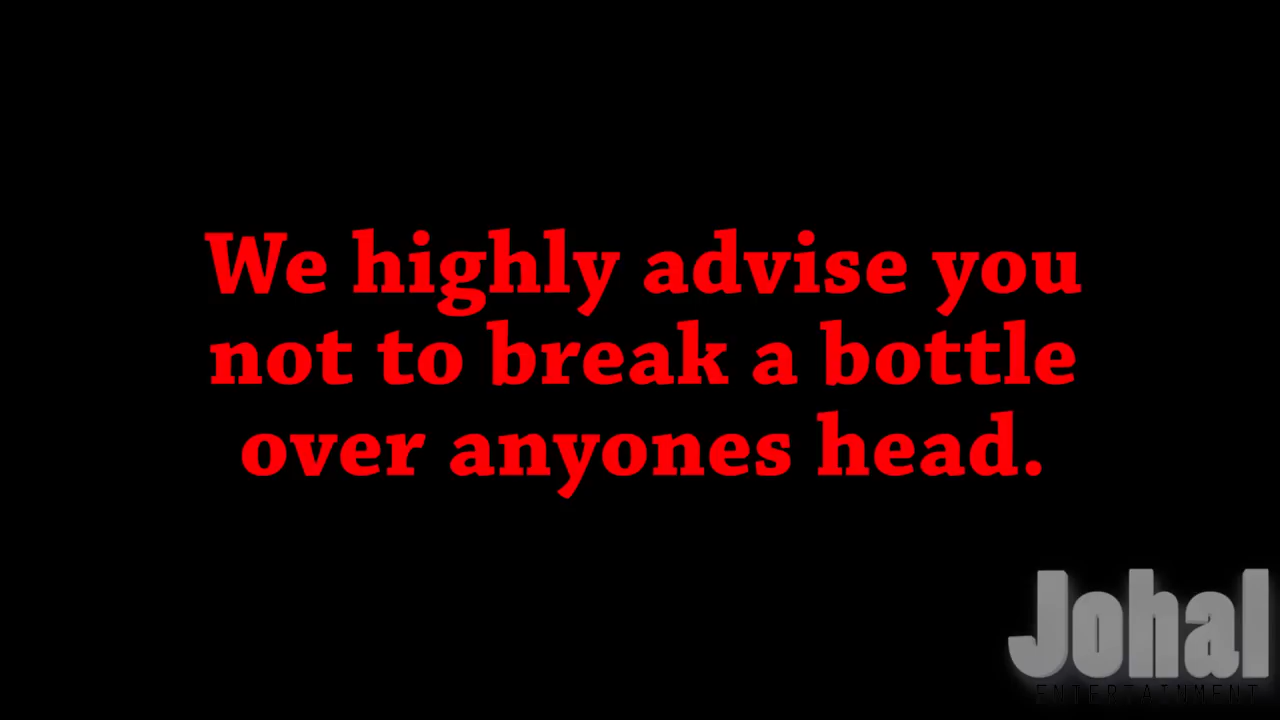 We highly advise you
not to break a bottle
over anyones head.
Johal
ENTERTAINMENT